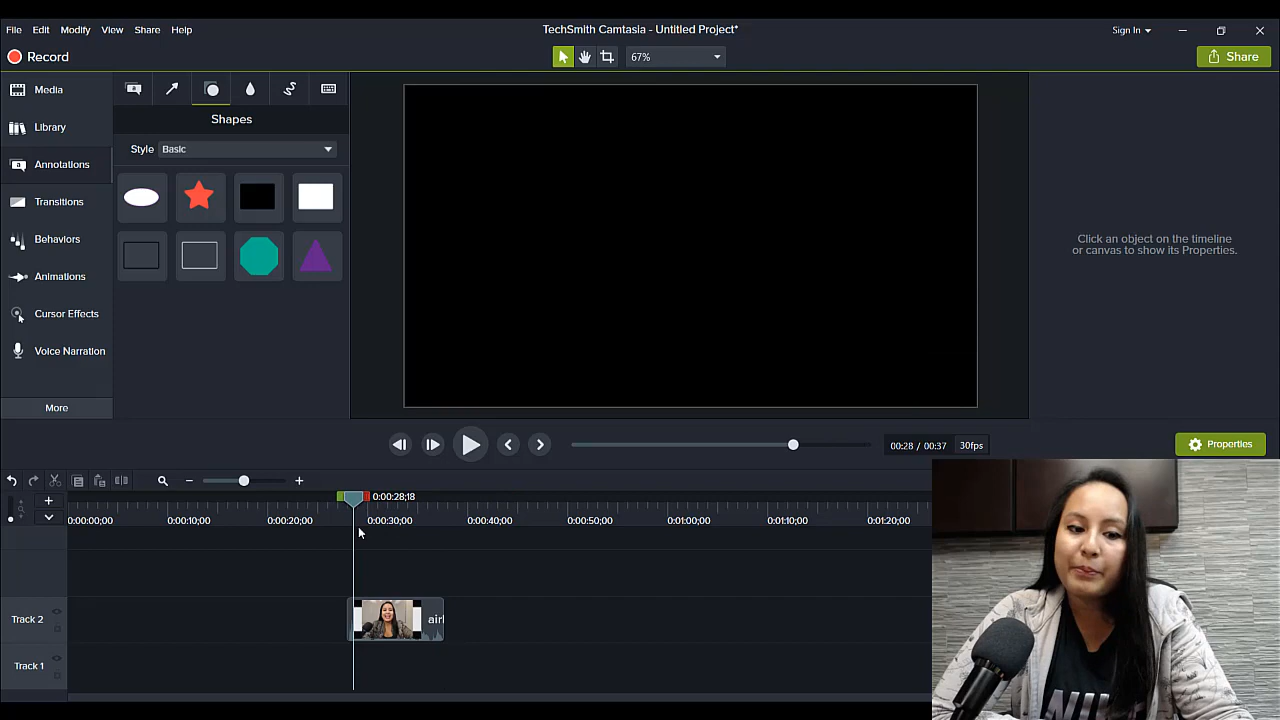 File Edit Modify View Share Help
TechSmith Camtasia - Untitled Project*
Sign In
Record
67%
Share
Media
Library
Annotations
Transitions
Behaviors
Animations
Cursor Effects
Voice Narration
More
a
Shapes
Style Basic
Click an object on the timeline
or canvas to show its Properties.
00:28 / 00:37 30fps
Properties
0:00:28;18
0:00:00;00 0:00:10;00 0:00:20;00 0:00:30;00 0:00:40;00 0:00:50;00 0:01:00;00 0:01:10;00 0:01:20;00
Track 2
air
Track 1